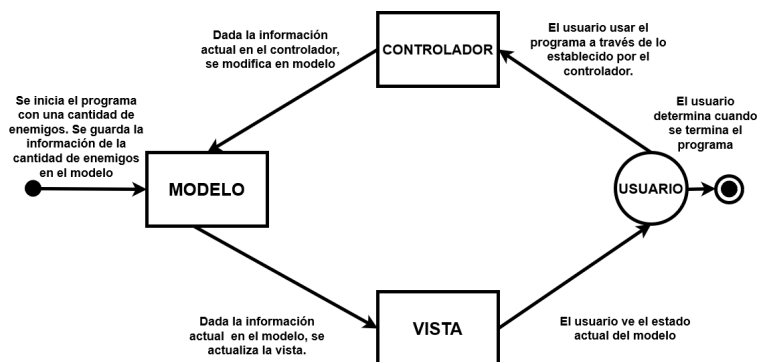 Dada la información
actual en el controlador,
se modifica en modelo
CONTROLADOR
El usuario usar el
programa a través de lo
establecido por el
controlador.
Se inicia el programa
con una cantidad de
enemigos. Se guarda la
información de la
cantidad de enemigos
en el modelo
El usuario
determina cuando
se termina el
programa
MODELO
USUARIO
Dada la información
actual en el modelo, se
actualiza la vista.
VISTA
El usuario ve el estado
actual del modelo